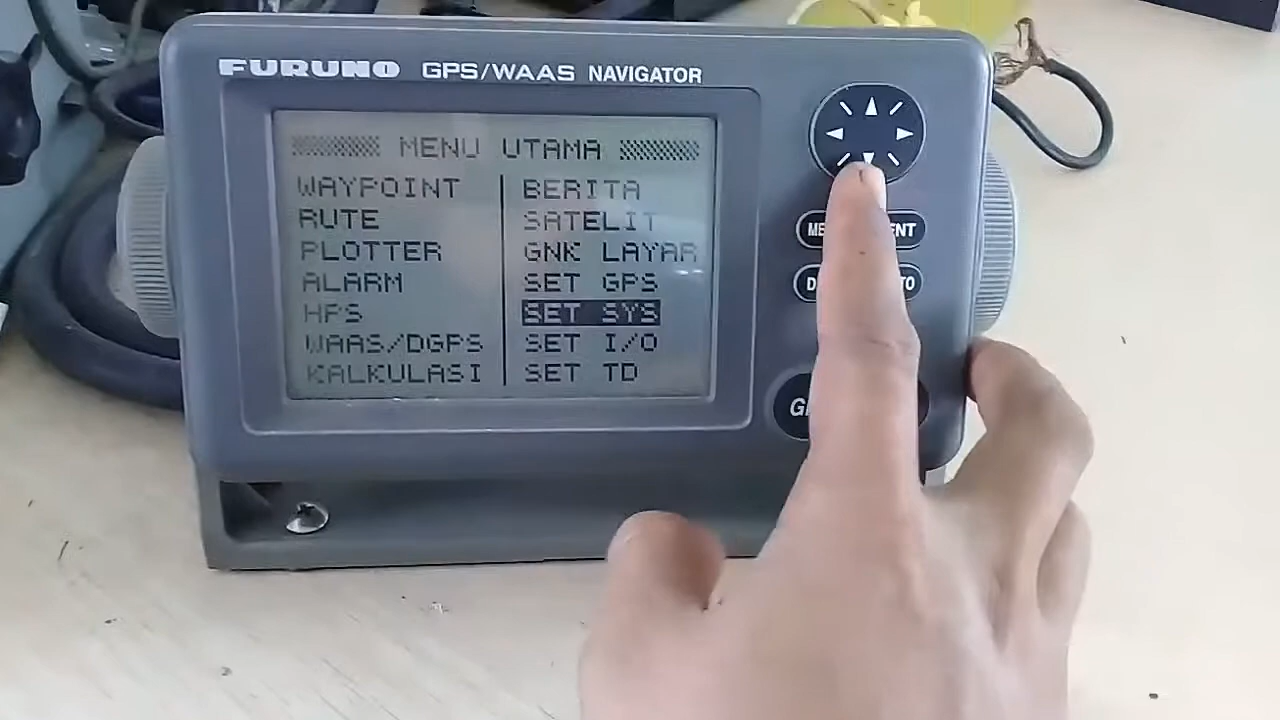 FURUNO GPS/WAAS NAVIGATOR
MENU UTAMA
WAYPOINT
RUTE
PLOTTER
ALARM
HPS
WAAS/DGPS
KALKULASI
BERITA
SATELIT
GNK LAYAR
SET GPS
SET SYS
SET I/O
SET TD